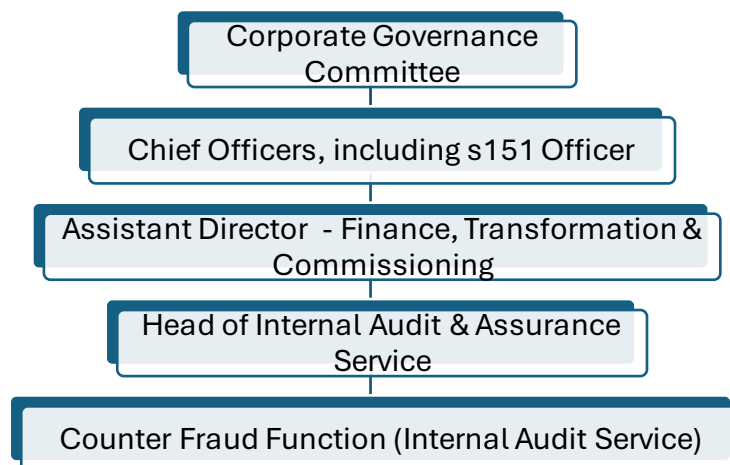 Corporate Governance
Committee
Chief Officers, including s151 Officer
Assistant Director - Finance, Transformation &
Commissioning
Head of Internal Audit & Assurance
Service
Counter Fraud Function (Internal Audit Service)